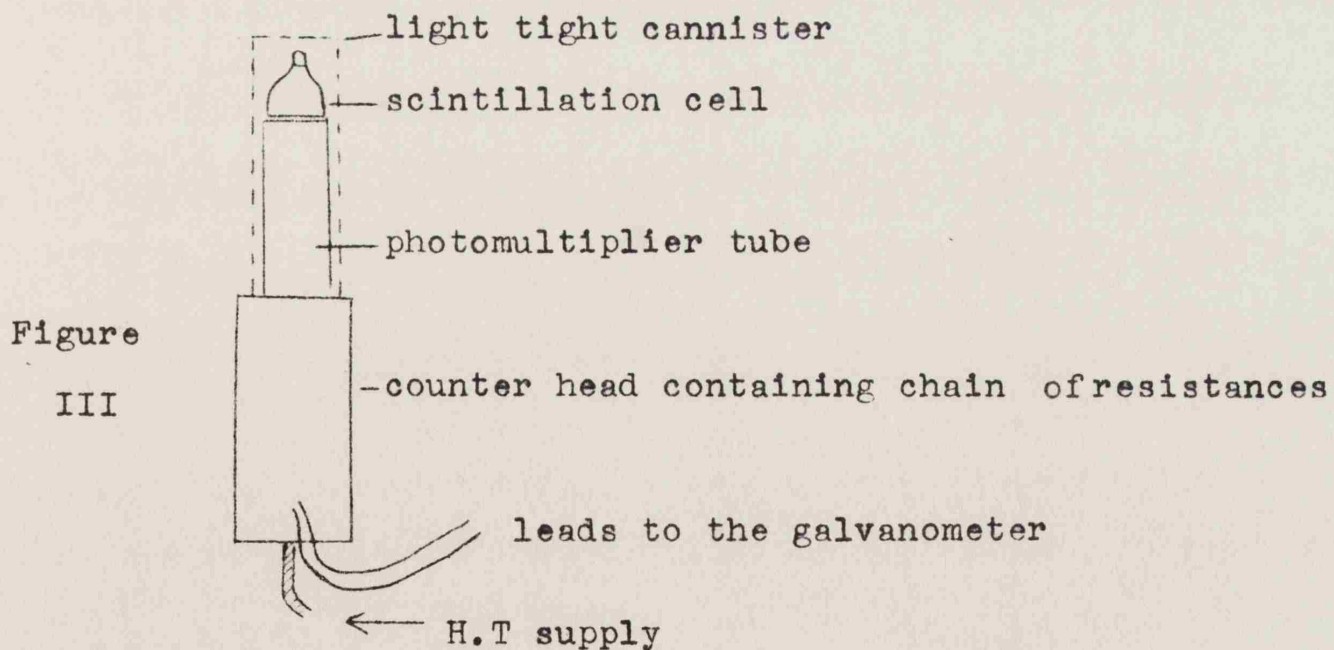 light tight cannister
scintillation cell
photomultiplier tube
Figure
III
counter head containing chain ofresistances
leads to the galvanometer
H.T supply